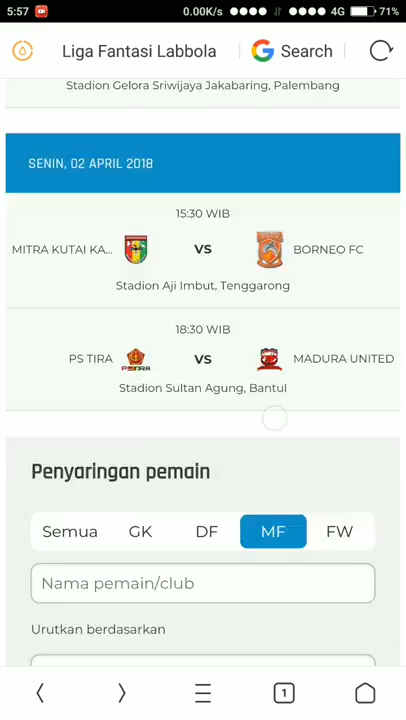 5:57 0.00K/s 4G 71%
Liga Fantasi Labbola Search
Stadion Gelora Sriwijaya Jakabaring, Palembang
SENIN, 02 APRIL 2018
15:30 WIB
MITRA KUTAI KA... VS BORNEO FC
Stadion Aji Imbut, Tenggarong
18:30 WIB
PS TIRA VS MADURA UNITED
Stadion Sultan Agung, Bantul
Penyaringan pemain
Semua GK DF MF FW
Nama pemain/club
Urutkan berdasarkan
1